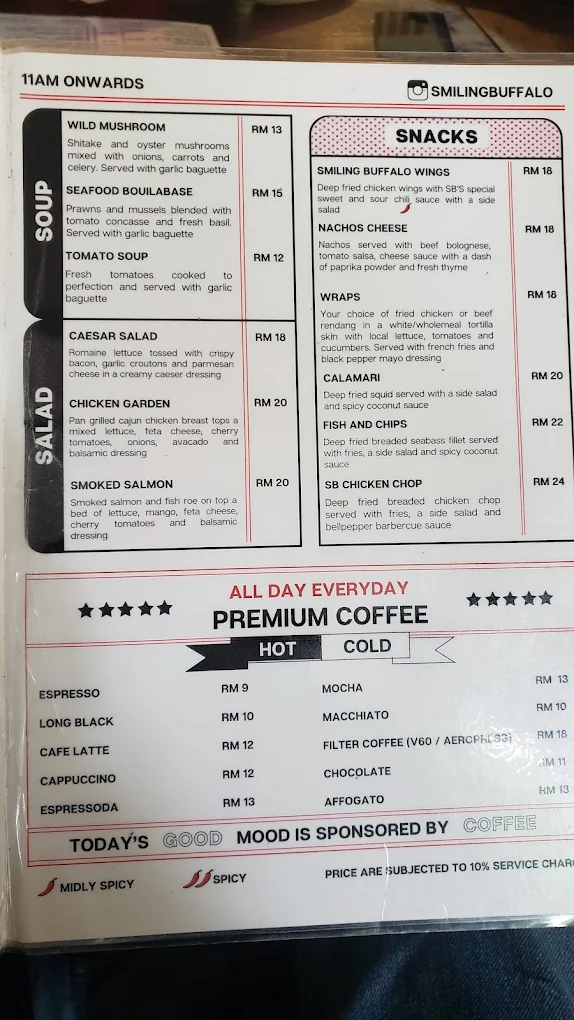 11AM ONWARDS
SMILINGBUFFALO
SOUP
WILD MUSHROOM RM 13
Shitake and oyster mushrooms
mixed with onions, carrots and
celery. Served with garlic baguette
SEAFOOD BOUILABASE RM 15
Prawns and mussels blended with
tomato concasse and fresh basil.
Served with garlic baguette
TOMATO SOUP RM 12
Fresh tomatoes cooked to
perfection and served with garlic
baguette
SALAD
CAESAR SALAD RM 18
Romaine lettuce tossed with crispy
bacon, garlic croutons and parmesan
cheese in a creamy caeser dressing
CHICKEN GARDEN RM 20
Pan grilled cajun chicken breast tops a
mixed lettuce, feta cheese, cherry
tomatoes, onions, avacado and
balsamic dressing
SMOKED SALMON RM 20
Smoked salmon and fish roe on top a
bed of lettuce, mango, feta cheese,
cherry tomatoes and balsamic
dressing
SNACKS
SMILING BUFFALO WINGS RM 18
Deep fried chicken wings with SB'S special
sweet and sour chili sauce with a side
salad
NACHOS CHEESE RM 18
Nachos served with beef bolognese,
tomato salsa, cheese sauce with a dash
of paprika powder and fresh thyme
WRAPS RM 18
Your choice of fried chicken or beef
rendang in a white/wholemeal tortilla
skin with local lettuce, tomatoes and
cucumbers. Served with french fries and
black pepper mayo dressing
CALAMARI RM 20
Deep fried squid served with a side salad
and spicy coconut sauce
FISH AND CHIPS RM 22
Deep fried breaded seabass fillet served
with fries, a side salad and spicy coconut
sauce
SB CHICKEN CHOP RM 24
Deep fried breaded chicken chop
served with fries, a side salad and
bellpepper barbercue sauce
ALL DAY EVERYDAY
PREMIUM COFFEE
HOT COLD
ESPRESSO RM 9
LONG BLACK RM 10
CAFE LATTE RM 12
CAPPUCCINO RM 12
ESPRESSODA RM 13
MOCHA RM 13
MACCHIATO RM 10
FILTER COFFEE (V60 / AEROPRESS) RM 18
CHOCOLATE RM 11
AFFOGATO RM 13
TODAY'S GOOD MOOD IS SPONSORED BY COFFEE
MIDLY SPICY
SPICY
PRICE ARE SUBJECTED TO 10% SERVICE CHAR